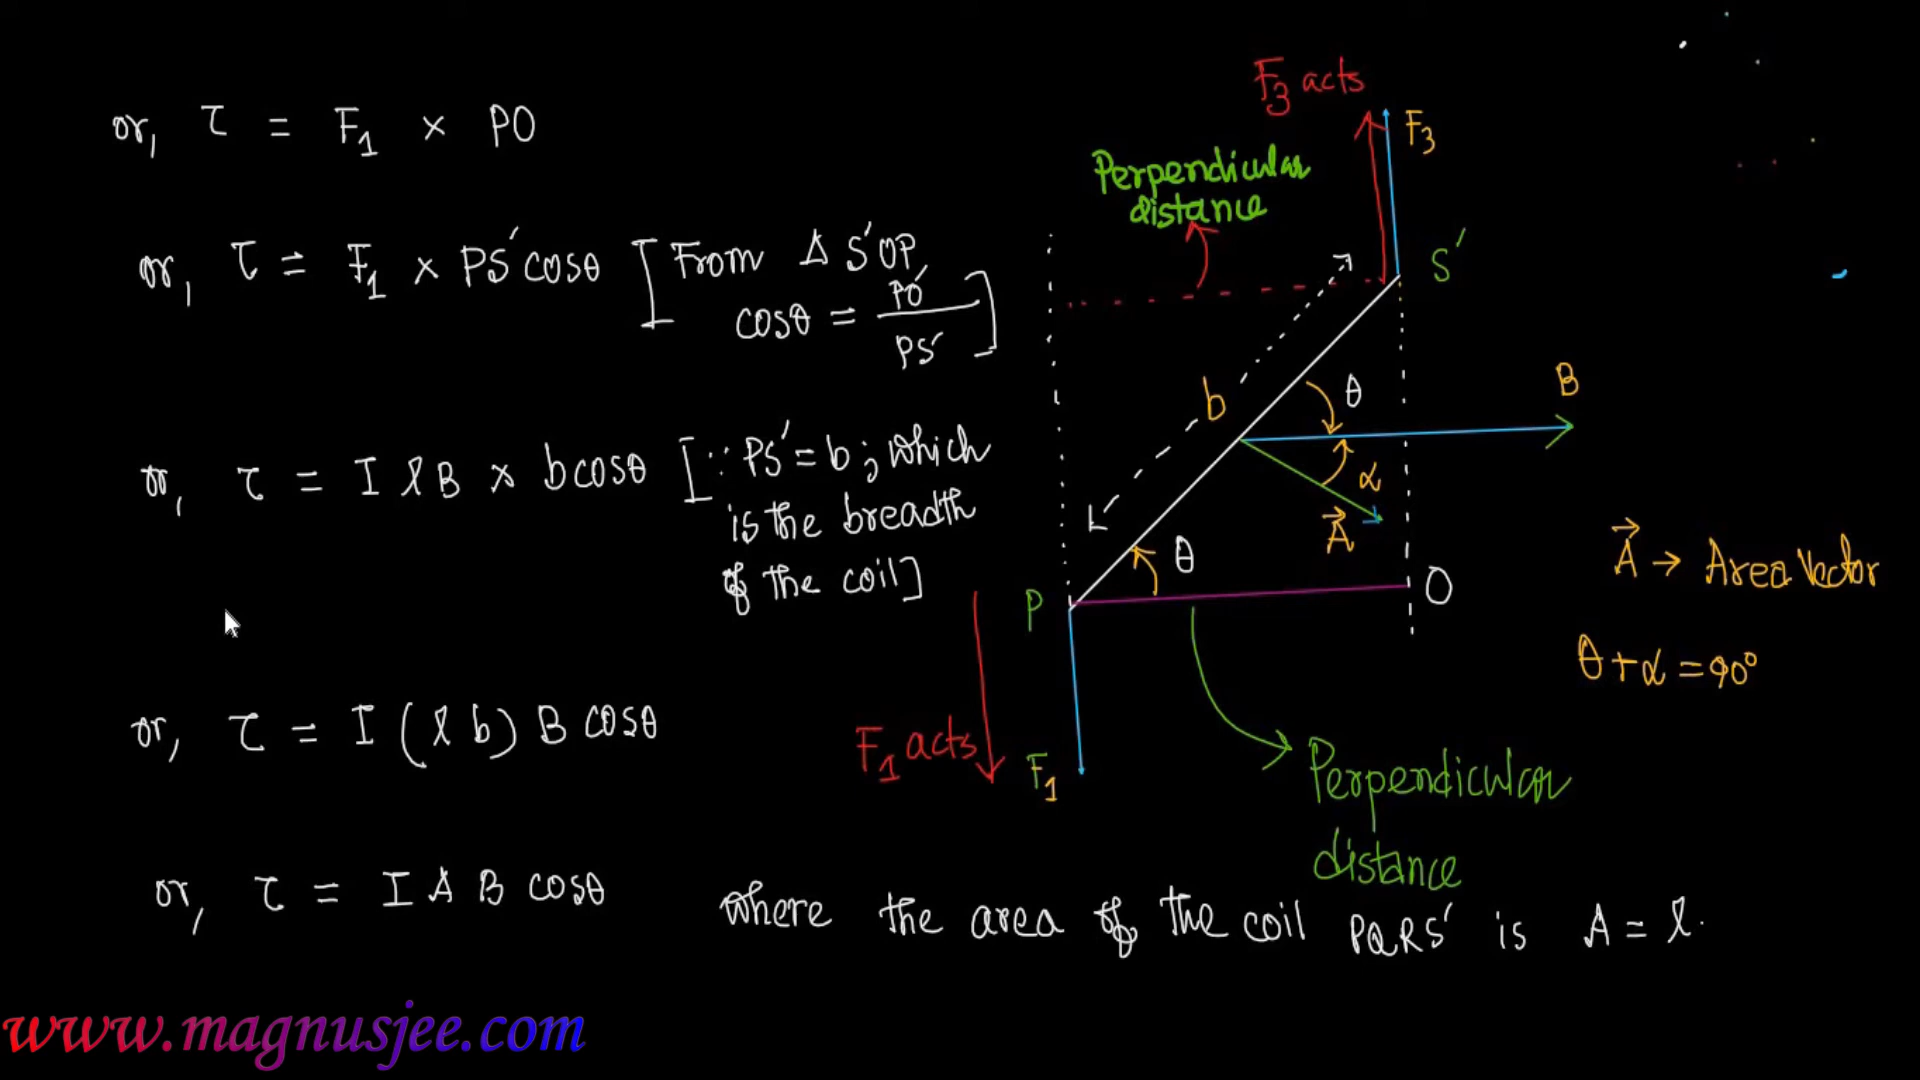 or, τ = F₁ × PO
or, τ = F₁ × PS′cosθ [From Δ S′OP,
cosθ = PO/PS′]
or, τ = I l B × b cosθ [∵ PS′ = b; which
is the breadth
of the coil]
or, τ = I (l b) B cosθ
or, τ = I A B cosθ where the area of the coil PQRS′ is A = l.
F₃ acts
F₃
Perpendicular
distance
S′
b
θ
B
α
A⃗
θ
P
O
F₁ acts
F₁
Perpendicular
distance
A⃗ → Area Vector
θ + α = 90°
www.magnusjee.com